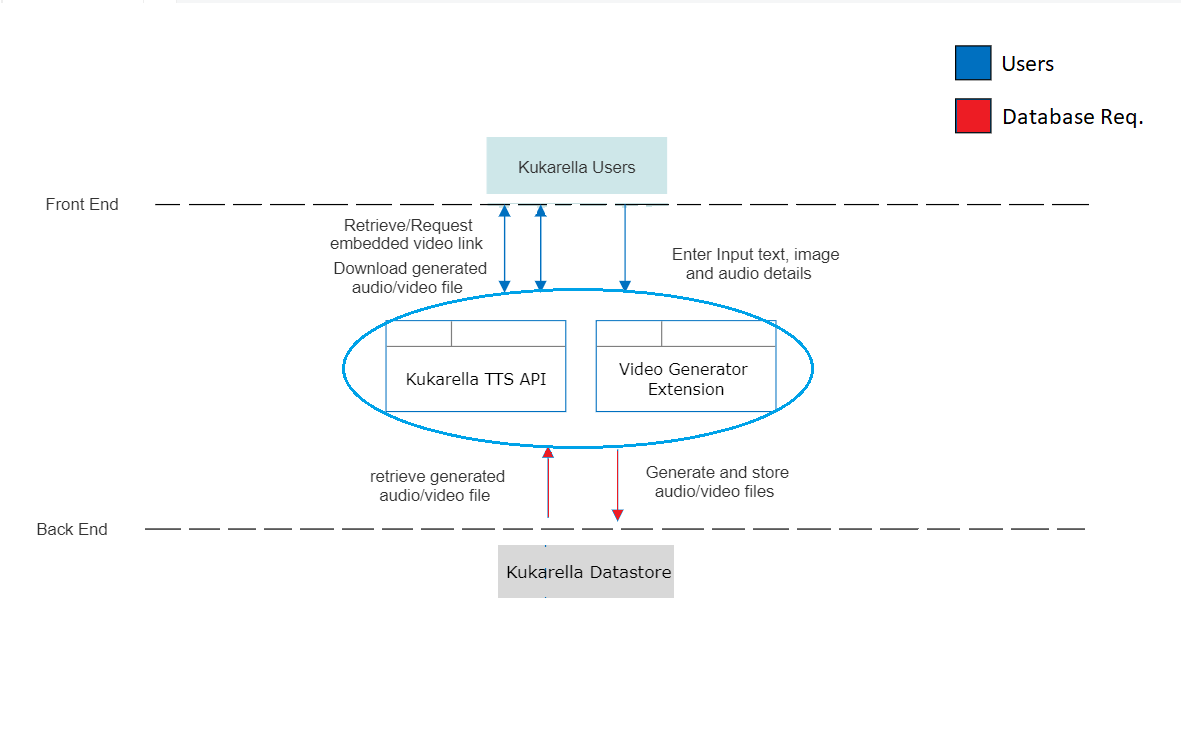 Users
Database Req.
Kukarella Users
Front End
Retrieve/Request
embedded video link
Download generated
audio/video file
Enter Input text, image
and audio details
Kukarella TTS API
Video Generator
Extension
retrieve generated
audio/video file
Generate and store
audio/video files
Back End
Kukarella Datastore